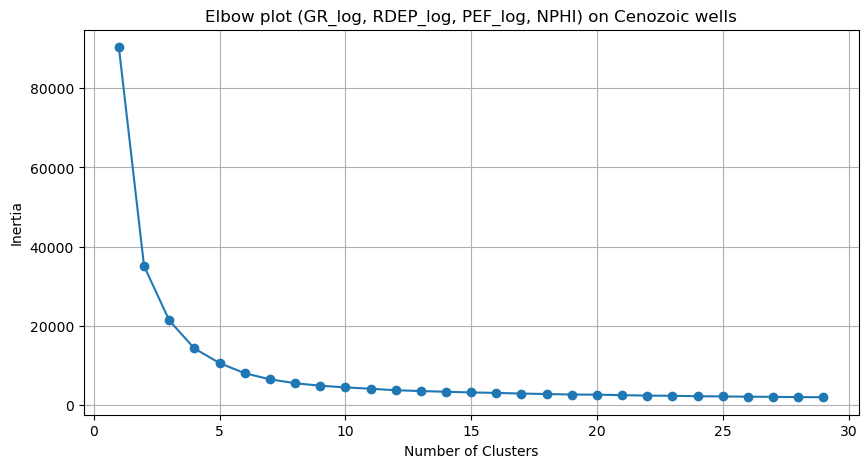 Elbow plot (GR_log, RDEP_log, PEF_log, NPHI) on Cenozoic wells
80000
60000
40000
20000
0
Inertia
0 5 10 15 20 25 30
Number of Clusters